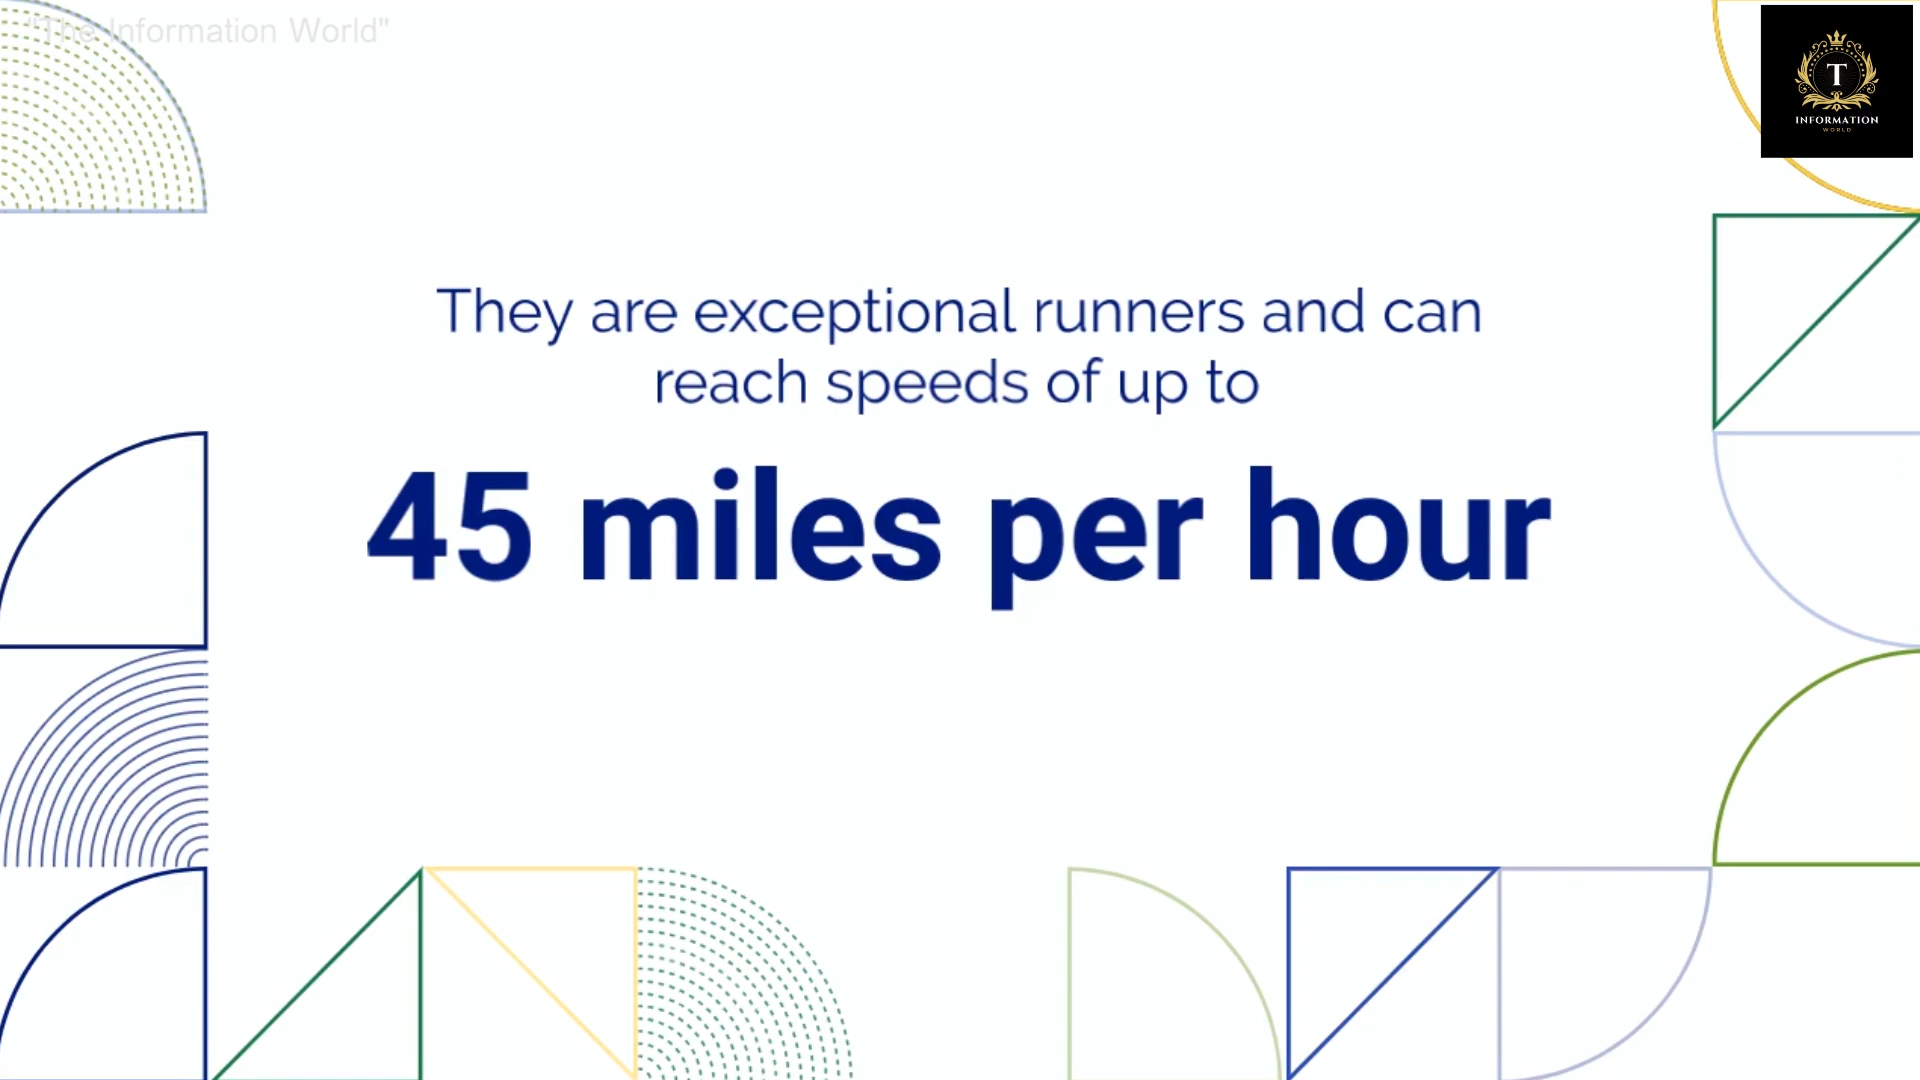 "The Information World"
T
INFORMATION
WORLD
They are exceptional runners and can
reach speeds of up to
45 miles per hour